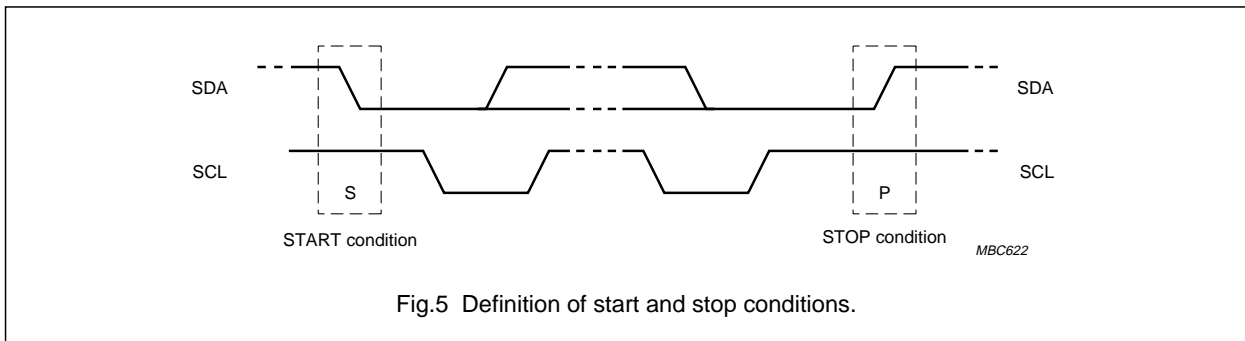 SDA
SDA
SCL
SCL
S
P
START condition
STOP condition
MBC622
Fig.5 Definition of start and stop conditions.